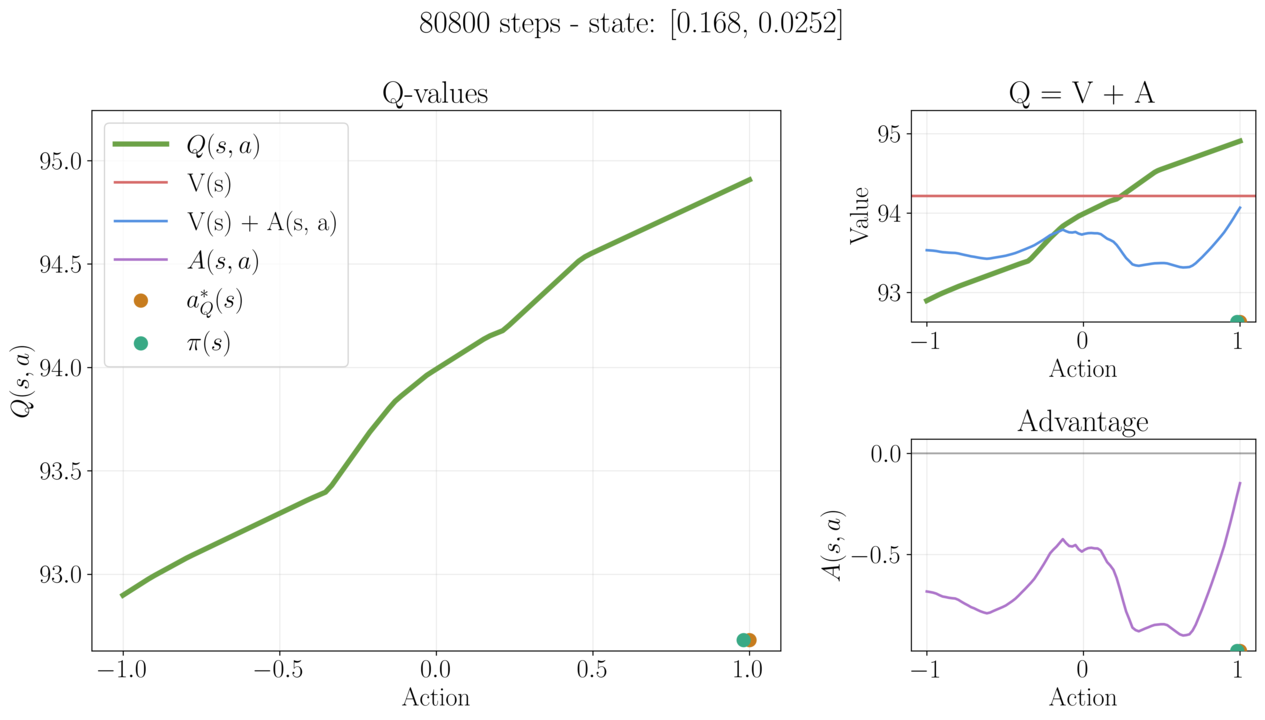 80800 steps - state: [0.168, 0.0252]
Q-values
Q(s, a)
V(s)
V(s) + A(s, a)
A(s, a)
a*Q(s)
π(s)
95.0
94.5
94.0
93.5
93.0
Q(s, a)
−1.0 −0.5 0.0 0.5 1.0
Action
Q = V + A
95
94
93
Value
−1 0 1
Action
Advantage
0.0
−0.5
A(s, a)
−1 0 1
Action